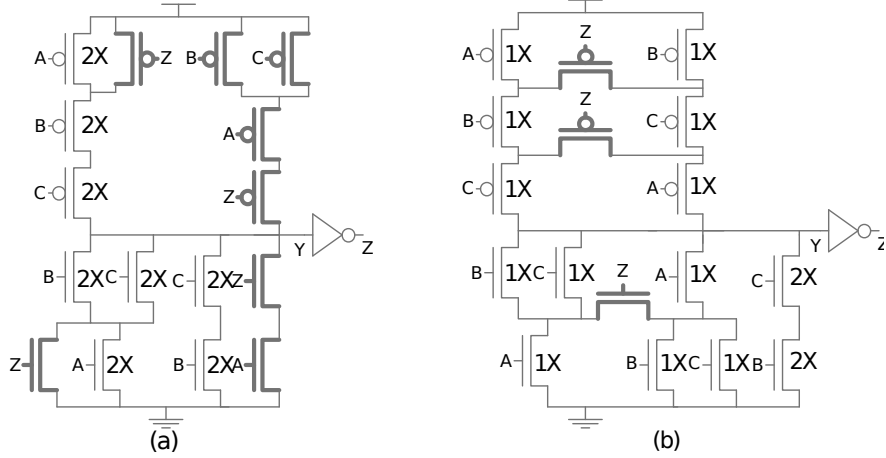 A 2X Z B C
B 2X A
C 2X Z
Y Z
B 2X C 2X C 2X Z
Z A 2X B 2X A
(a)
Z
A 1X B 1X
Z
B 1X C 1X
C 1X A 1X
Y Z
B 1X C 1X Z A 1X C 2X
A 1X B 1X C 1X B 2X
(b)